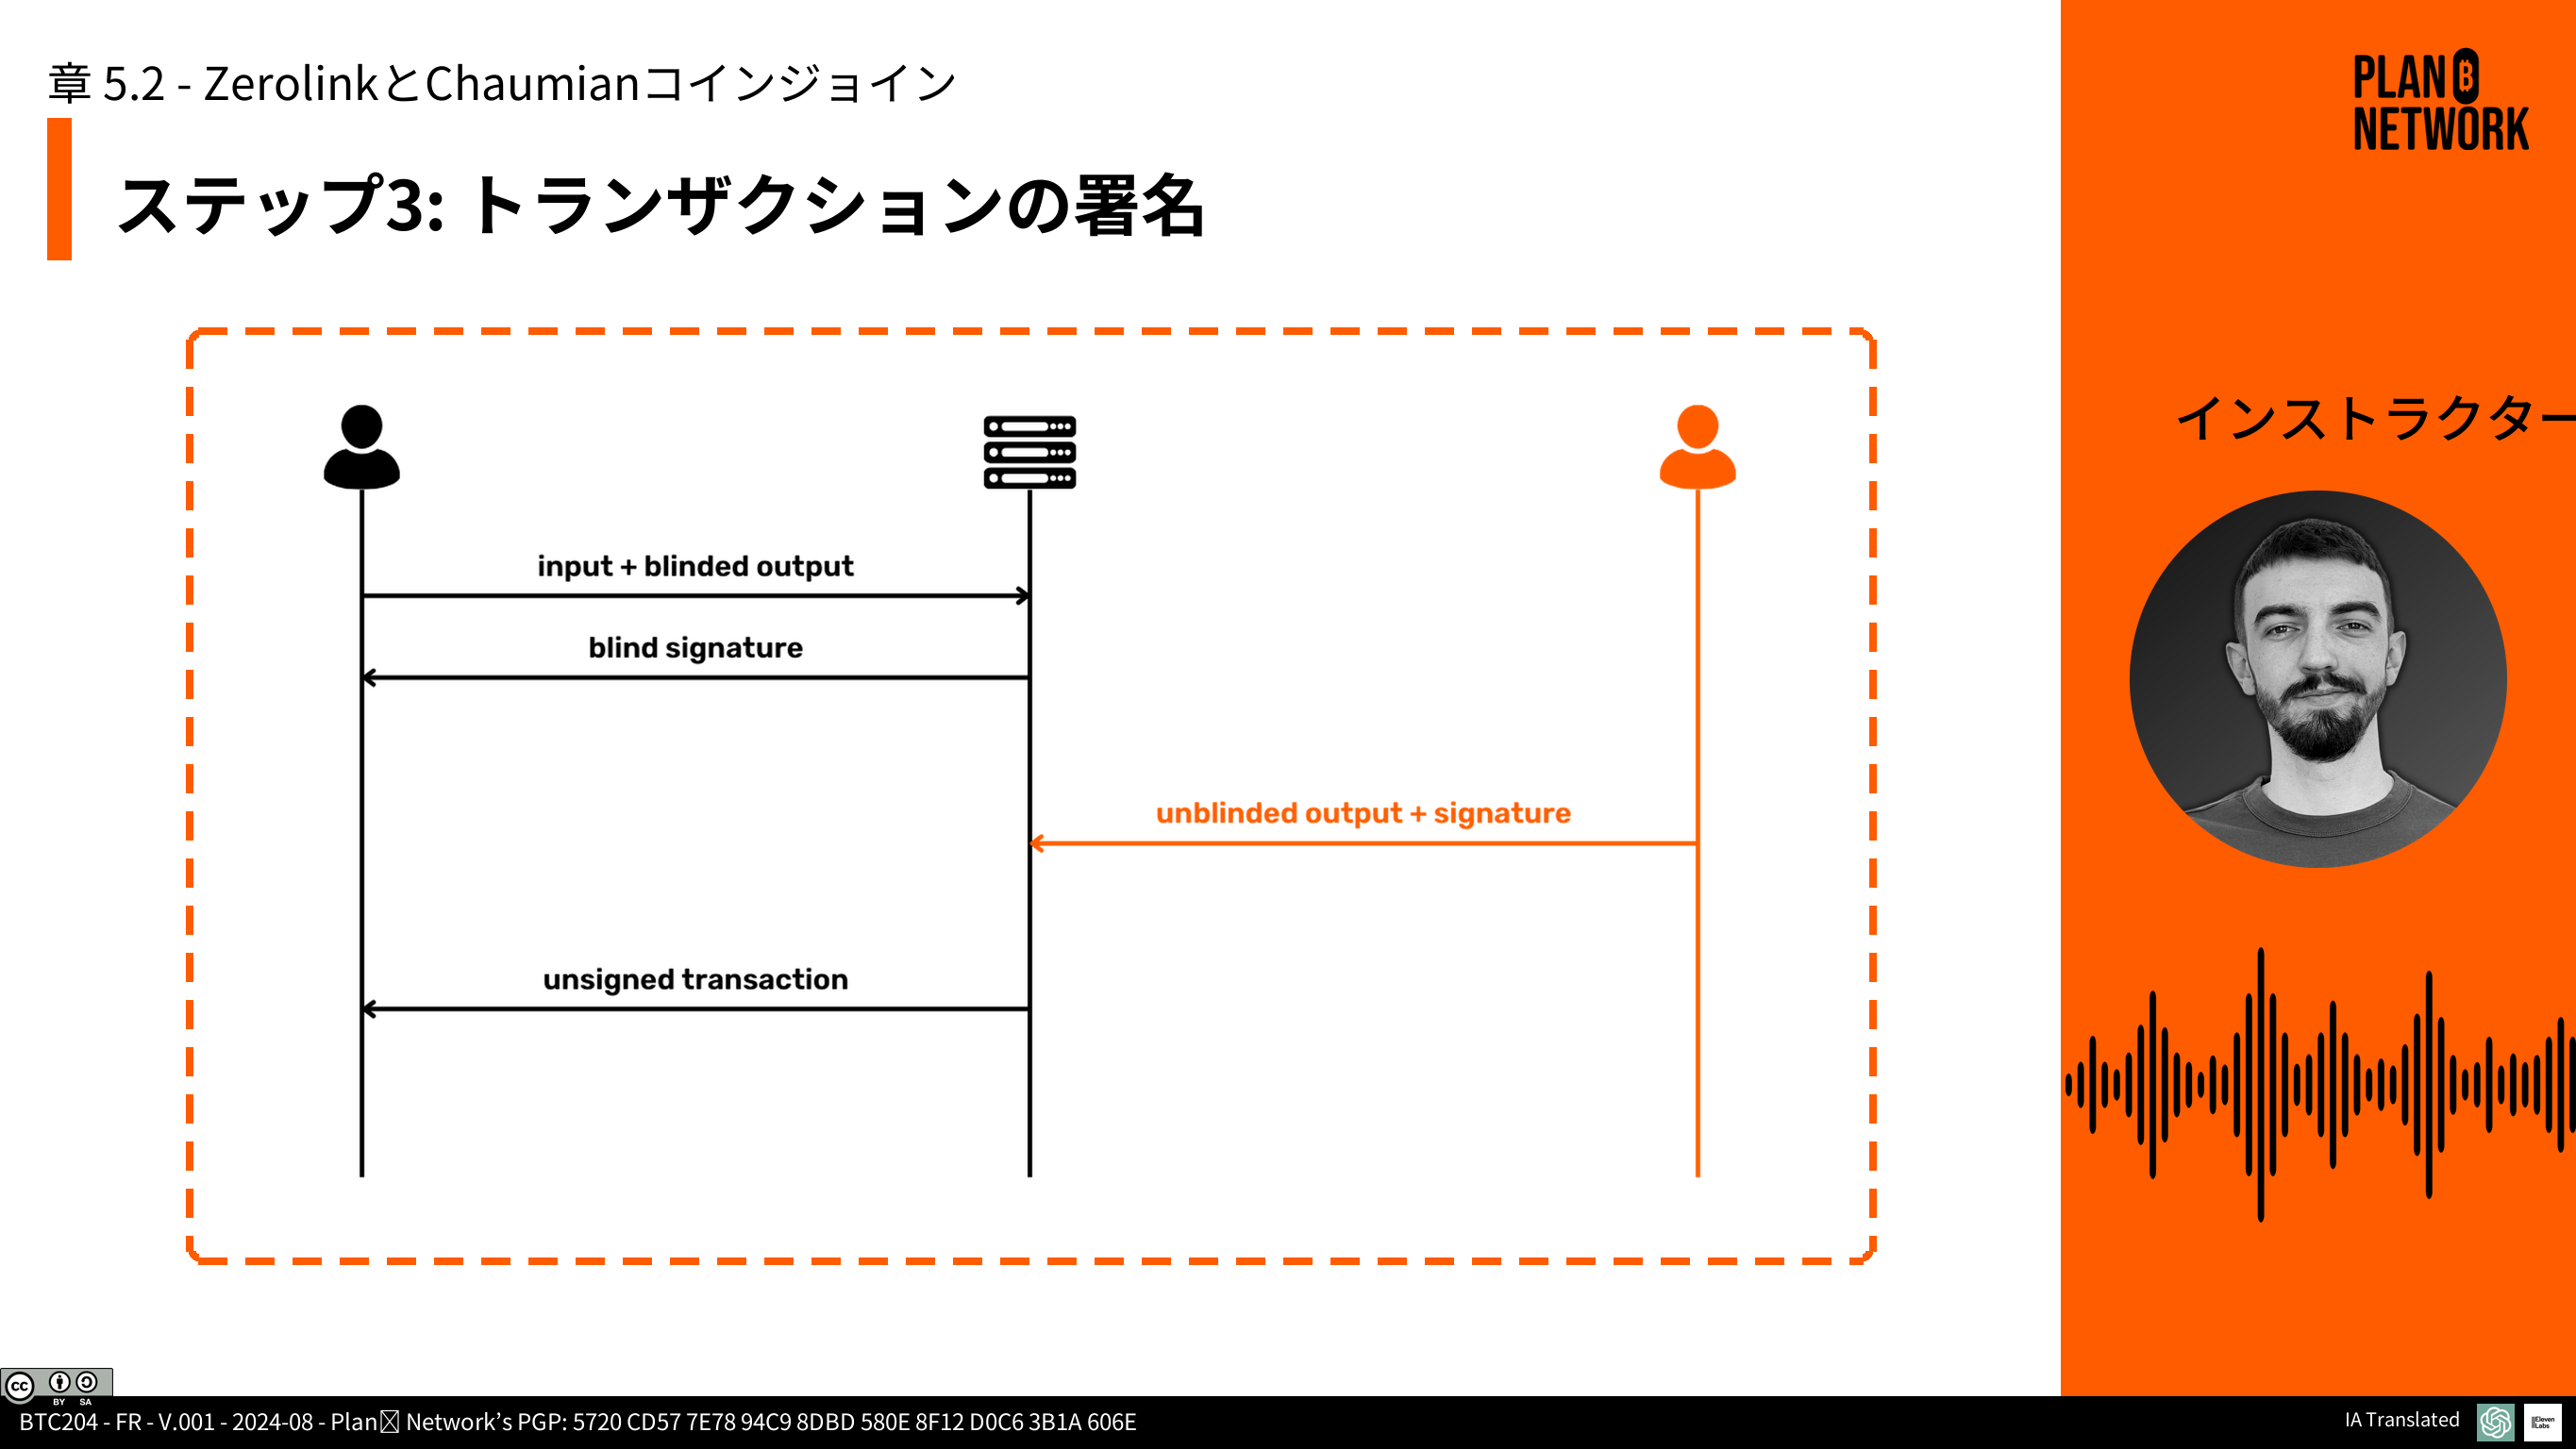 章 5.2 - ZerolinkとChaumianコインジョイン
ステップ3: トランザクションの署名
PLAN B
NETWORK
インストラクター
input + blinded output
blind signature
unblinded output + signature
unsigned transaction
cc BY SA
BTC204 - FR - V.001 - 2024-08 - Plan Network’s PGP: 5720 CD57 7E78 94C9 8DBD 580E 8F12 D0C6 3B1A 606E
IA Translated
ElevenLabs